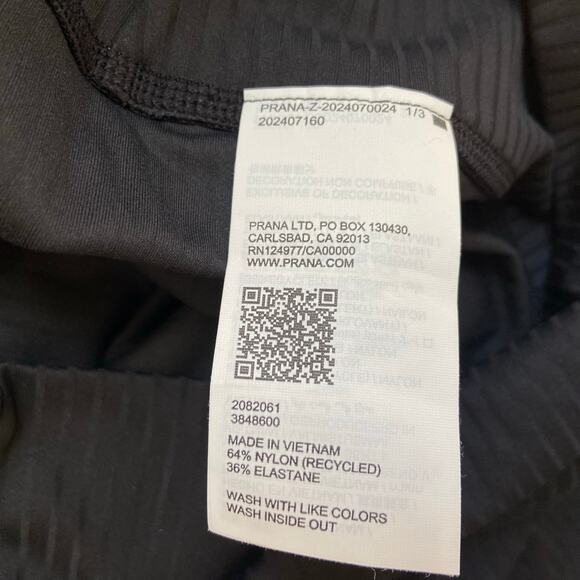 PRANA-Z-2024070024 1/3
202407160
PRANA LTD, PO BOX 130430,
CARLSBAD, CA 92013
RN124977/CA00000
WWW.PRANA.COM
2082061
3848600
MADE IN VIETNAM
64% NYLON (RECYCLED)
36% ELASTANE
WASH WITH LIKE COLORS
WASH INSIDE OUT